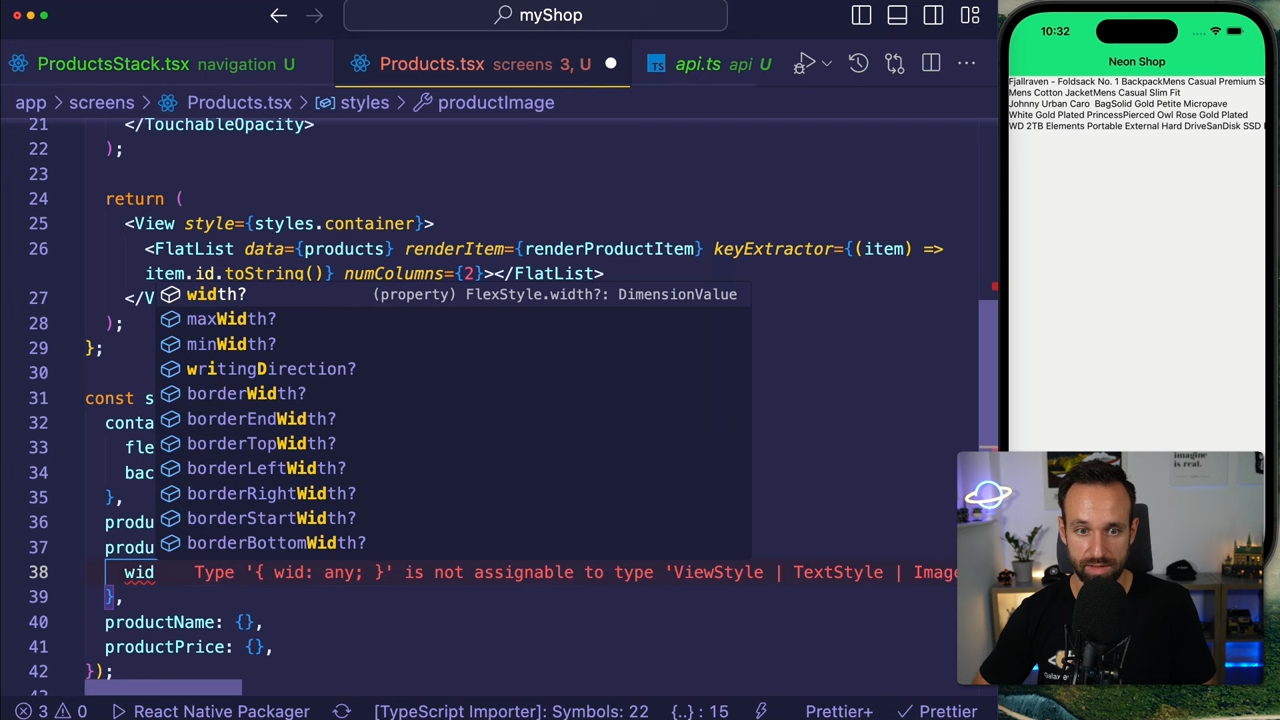 myShop
ProductsStack.tsx navigation U
Products.tsx screens 3, U
TS api.ts api U
app > screens > Products.tsx > styles > productImage
21 </TouchableOpacity>
22 );
23
24 return (
25 <View style={styles.container}>
26 <FlatList data={products} renderItem={renderProductItem} keyExtractor={(item) =>
item.id.toString()} numColumns={2}></FlatList>
27 </V
28 );
29 };
30
31 const s
32 conta
33 fle
34 bac
35 },
36 produ
37 produ
38 wid Type '{ wid: any; }' is not assignable to type 'ViewStyle | TextStyle | Image
39 },
40 productName: {},
41 productPrice: {},
42 });
width? (property) FlexStyle.width?: DimensionValue
maxWidth?
minWidth?
writingDirection?
borderWidth?
borderEndWidth?
borderTopWidth?
borderLeftWidth?
borderRightWidth?
borderStartWidth?
borderBottomWidth?
3 0 React Native Packager [TypeScript Importer]: Symbols: 22 {..} : 15 Prettier+ Prettier
10:32
Neon Shop
Fjallraven - Foldsack No. 1 BackpackMens Casual Premium S
Mens Cotton JacketMens Casual Slim Fit
Johnny Urban Caro BagSolid Gold Petite Micropave
White Gold Plated PrincessPierced Owl Rose Gold Plated
WD 2TB Elements Portable External Hard DriveSanDisk SSD
imagine
is real.